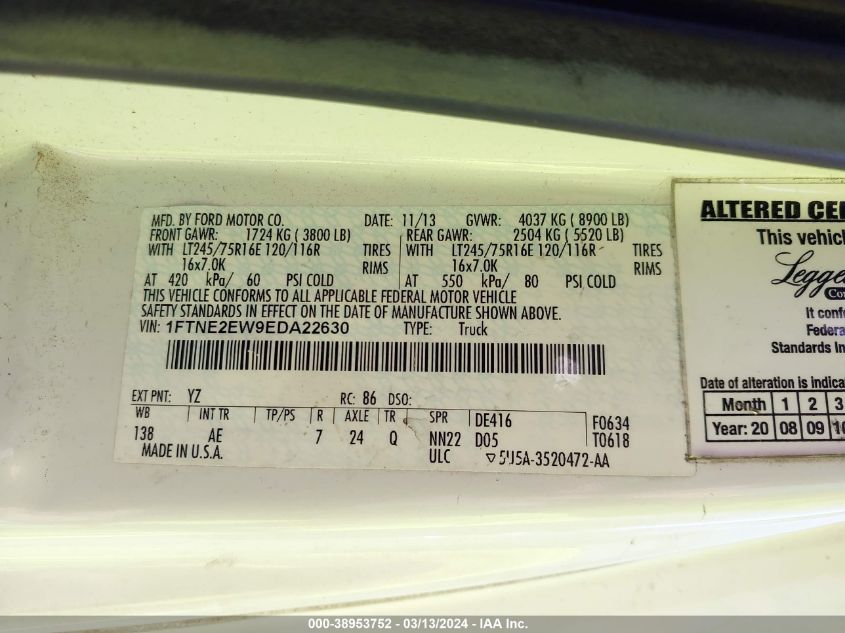 MFD. BY FORD MOTOR CO. DATE: 11/13 GVWR: 4037 KG ( 8900 LB)
FRONT GAWR: 1724 KG ( 3800 LB) REAR GAWR: 2504 KG ( 5520 LB)
WITH LT245/75R16E 120/116R TIRES WITH LT245/75R16E 120/116R TIRES
16x7.0K RIMS 16x7.0K RIMS
AT 420 kPa/ 60 PSI COLD AT 550 kPa/ 80 PSI COLD
THIS VEHICLE CONFORMS TO ALL APPLICABLE FEDERAL MOTOR VEHICLE
SAFETY STANDARDS IN EFFECT ON THE DATE OF MANUFACTURE SHOWN ABOVE.
VIN: 1FTNE2EW9EDA22630 TYPE: Truck
EXT PNT: YZ RC: 86 DSO:
WB INT TR TP/PS R AXLE TR SPR DE416 F0634
138 AE 7 24 Q NN22 D05 T0618
MADE IN U.S.A. ULC ▽5U5A-3520472-AA
ALTERED CE
This vehic
Legge
Co
It conf
Federa
Standards In
Date of alteration is indica
Month 1 2 3
Year: 20 08 09 10
000-38953752 - 03/13/2024 - IAA Inc.